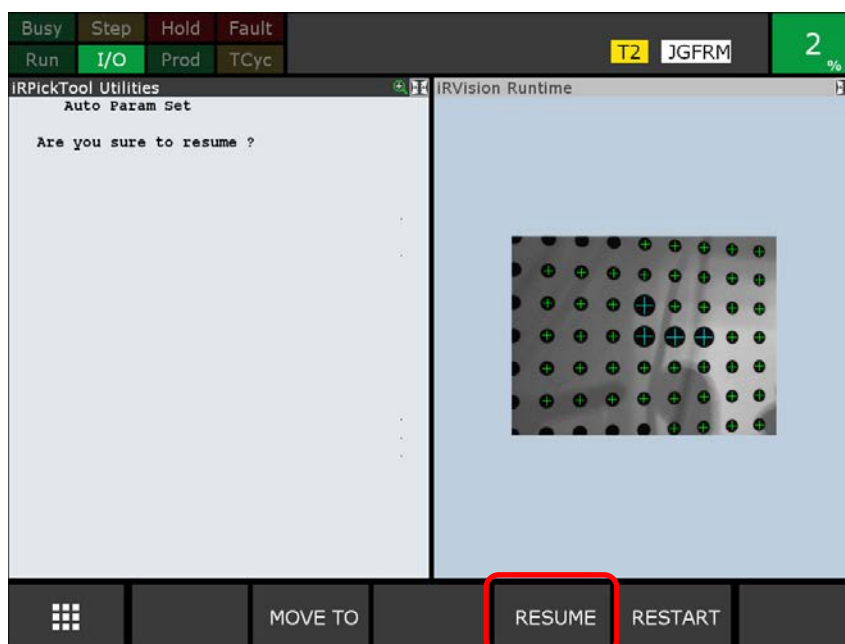 Busy Step Hold Fault
Run I/O Prod TCyc
T2 JGFRM
2 %
iRPickTool Utilities
Auto Param Set
Are you sure to resume ?
iRVision Runtime
MOVE TO RESUME RESTART